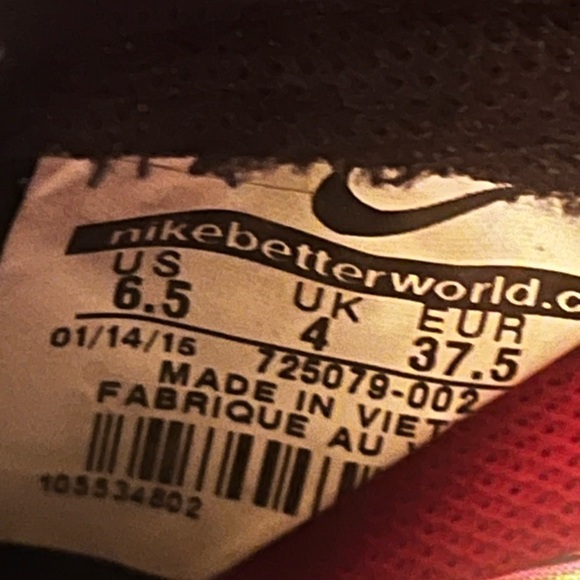 nikebetterworld.c
US UK EUR
6.5 4 37.5
01/14/15 725079-002
MADE IN VIET
FABRIQUE AU
105534802